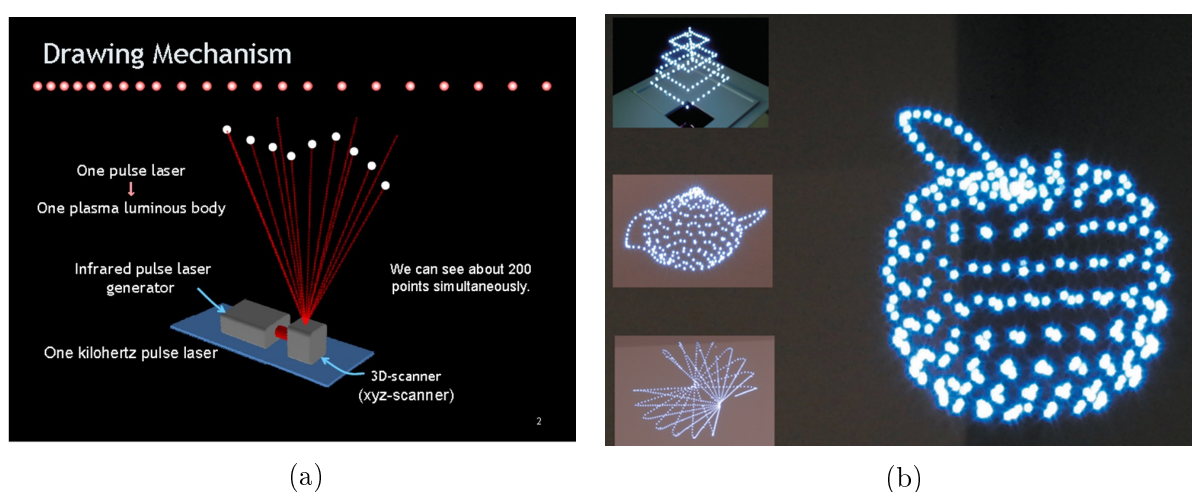 Drawing Mechanism
One pulse laser
One plasma luminous body
Infrared pulse laser
generator
We can see about 200
points simultaneously.
One kilohertz pulse laser
3D-scanner
(xyz-scanner)
2
(a)
(b)